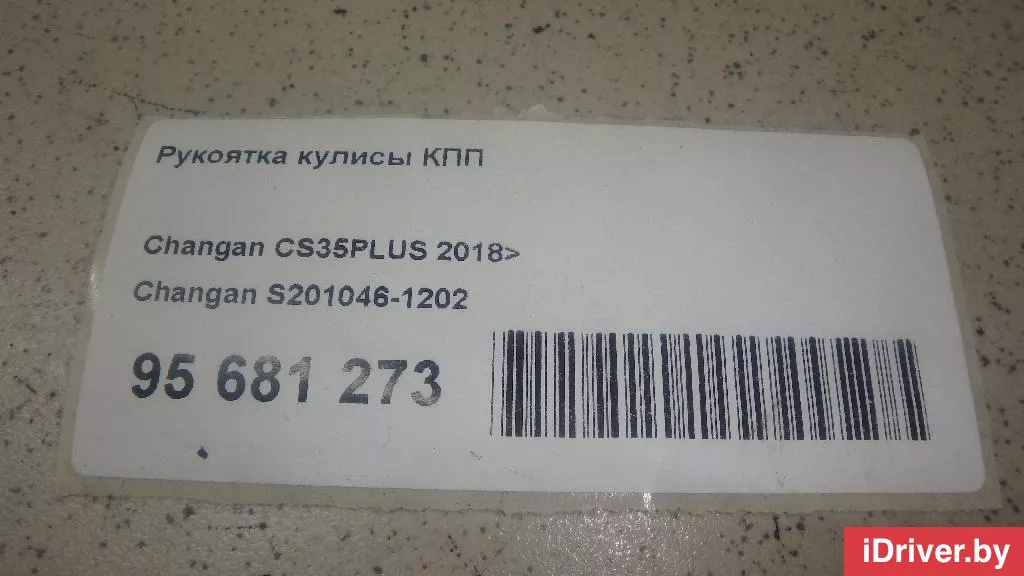 Рукоятка кулисы КПП
Changan CS35PLUS 2018>
Changan S201046-1202
95 681 273
iDriver.by